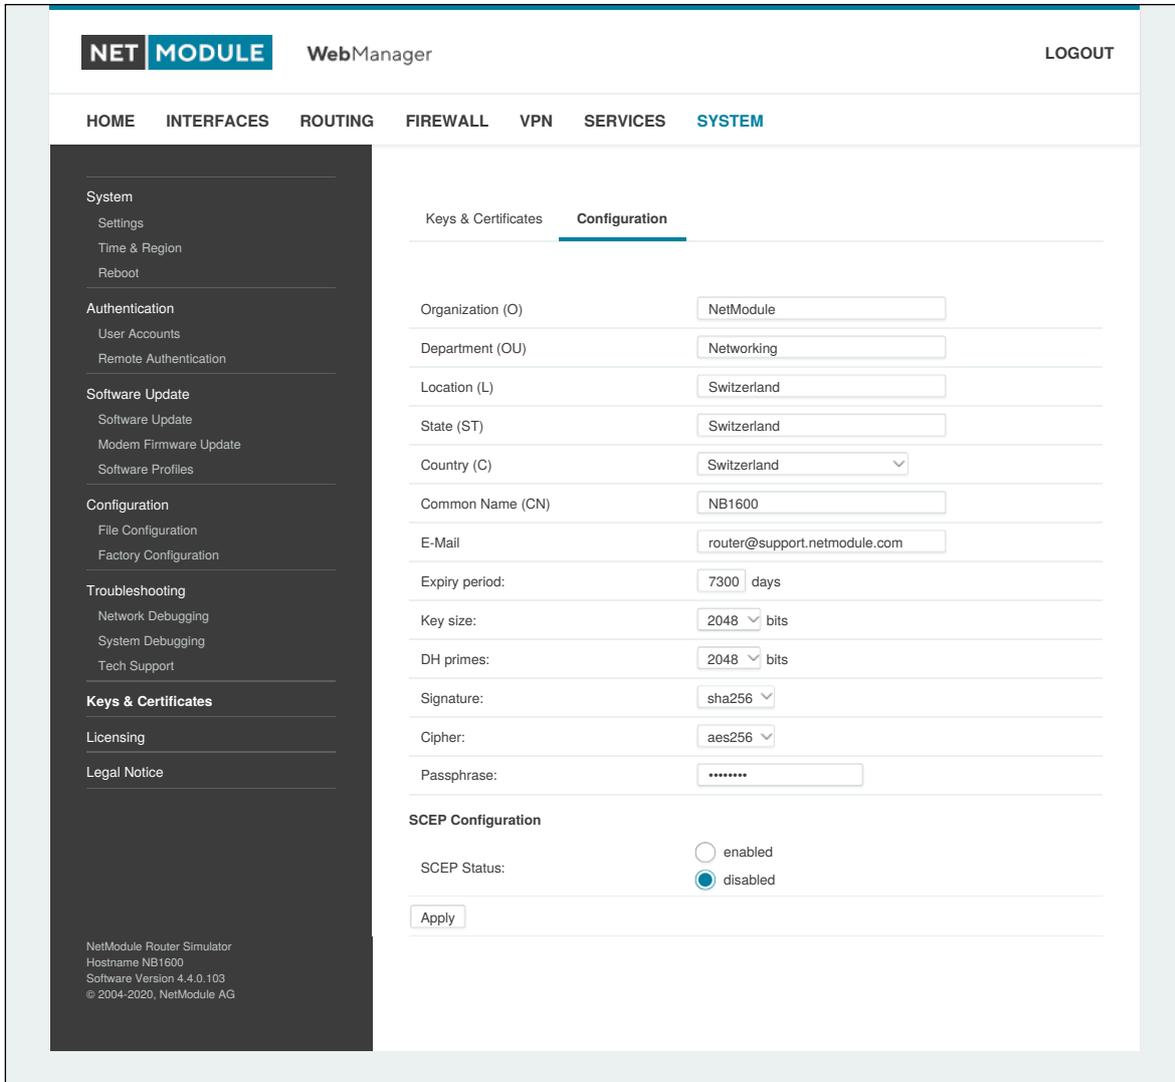 NET MODULE WebManager LOGOUT
HOME INTERFACES ROUTING FIREWALL VPN SERVICES SYSTEM
System
Settings
Time & Region
Reboot
Authentication
User Accounts
Remote Authentication
Software Update
Software Update
Modem Firmware Update
Software Profiles
Configuration
File Configuration
Factory Configuration
Troubleshooting
Network Debugging
System Debugging
Tech Support
Keys & Certificates
Licensing
Legal Notice
NetModule Router Simulator
Hostname NB1600
Software Version 4.4.0.103
© 2004-2020, NetModule AG
Keys & Certificates Configuration
Organization (O) NetModule
Department (OU) Networking
Location (L) Switzerland
State (ST) Switzerland
Country (C) Switzerland
Common Name (CN) NB1600
E-Mail router@support.netmodule.com
Expiry period: 7300 days
Key size: 2048 bits
DH primes: 2048 bits
Signature: sha256
Cipher: aes256
Passphrase: ••••••••
SCEP Configuration
SCEP Status: enabled
disabled
Apply